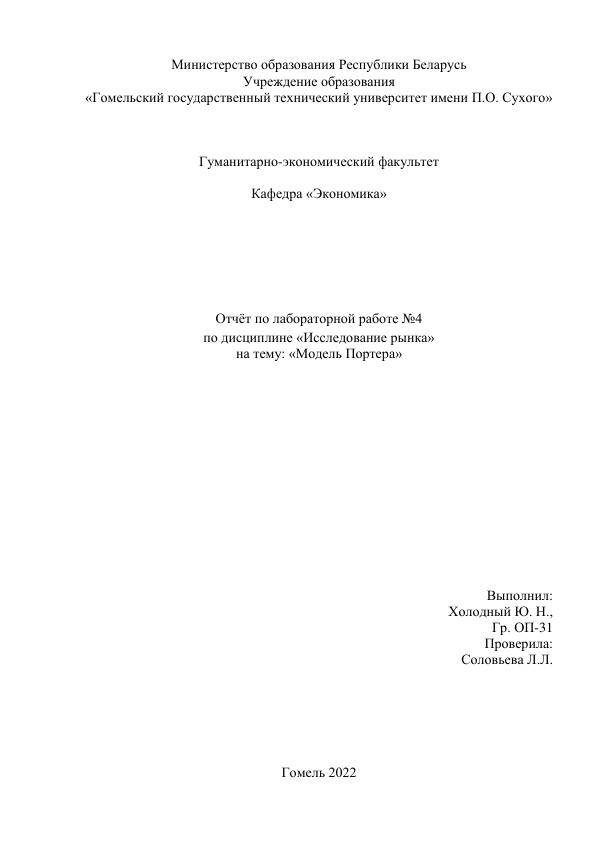 Министерство образования Республики Беларусь
Учреждение образования
«Гомельский государственный технический университет имени П.О. Сухого»
Гуманитарно-экономический факультет
Кафедра «Экономика»
Отчёт по лабораторной работе №4
по дисциплине «Исследование рынка»
на тему: «Модель Портера»
Выполнил:
Холодный Ю. Н.,
Гр. ОП-31
Проверила:
Соловьева Л.Л.
Гомель 2022